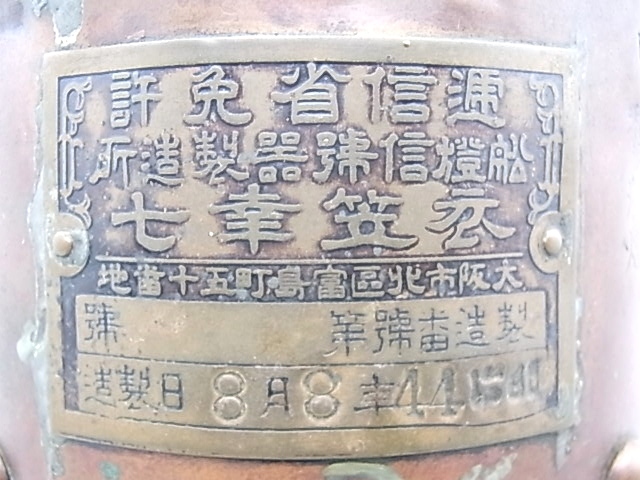 遞信省免許
舩燈信號器製造所
衣笠幸七
大阪市北區富島町五十番地
製造番號第 號
44年8月8日製造